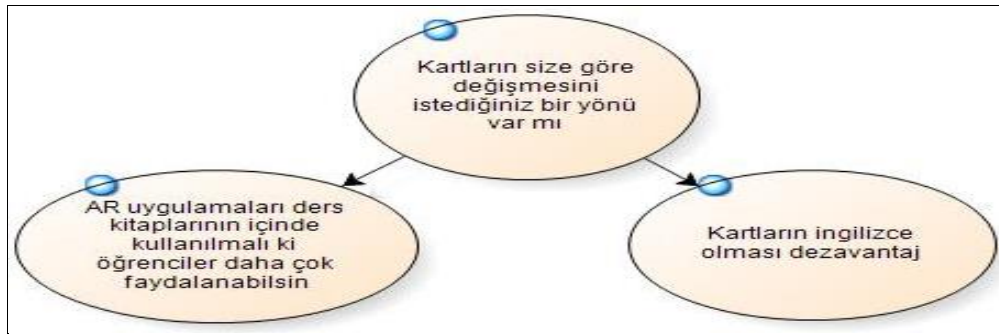 Kartların size göre
değişmesini
istediğiniz bir yönü
var mı
AR uygulamaları ders
kitaplarının içinde
kullanılmalı ki
öğrenciler daha çok
faydalanabilsin
Kartların ingilizce
olması dezavantaj